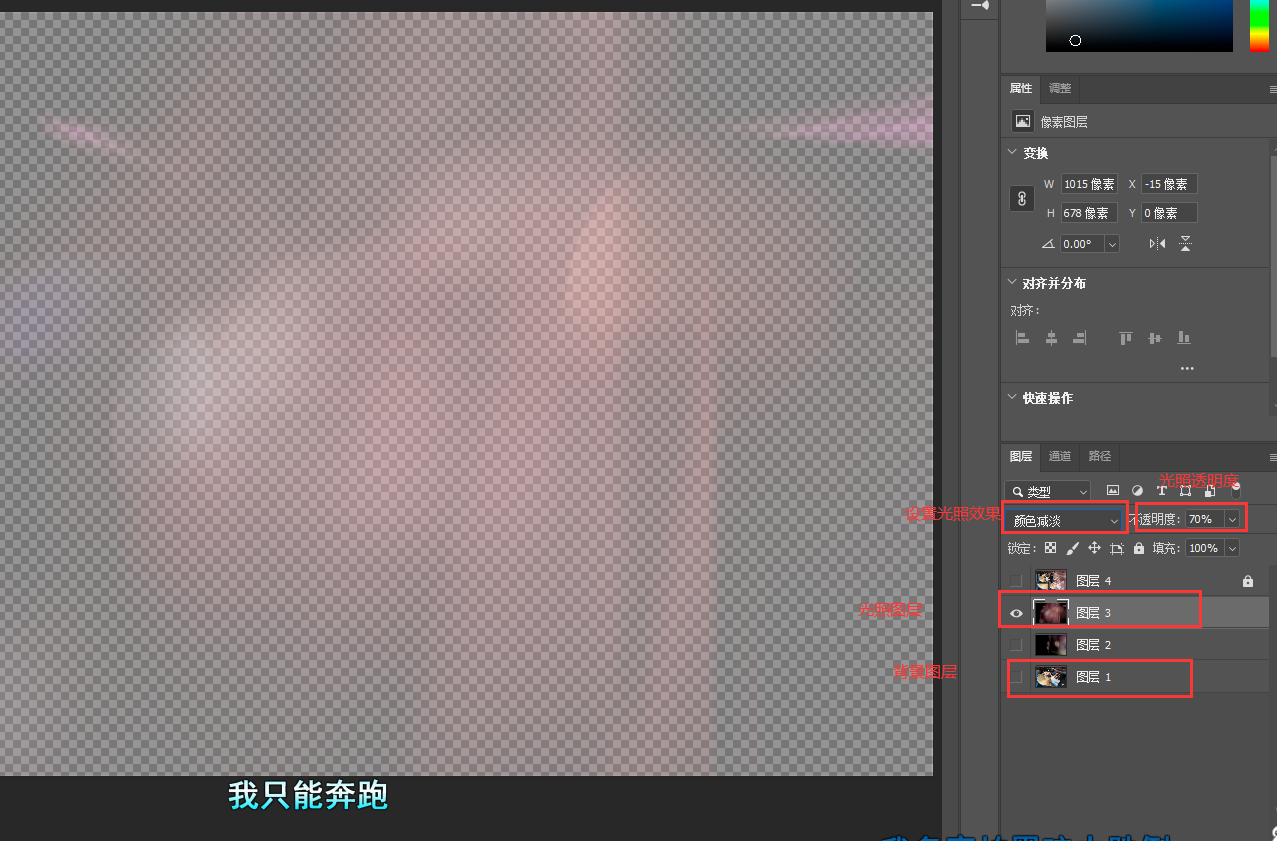 属性 调整
像素图层
变换
W 1015 像素 X -15 像素
H 678 像素 Y 0 像素
0.00°
对齐并分布
对齐:
快速操作
图层 通道 路径
光照透明度
类型
仅亮光照效果
颜色减淡 不透明度: 70%
锁定: 填充: 100%
图层 4
光照图层
图层 3
图层 2
背景图层
图层 1
我只能奔跑